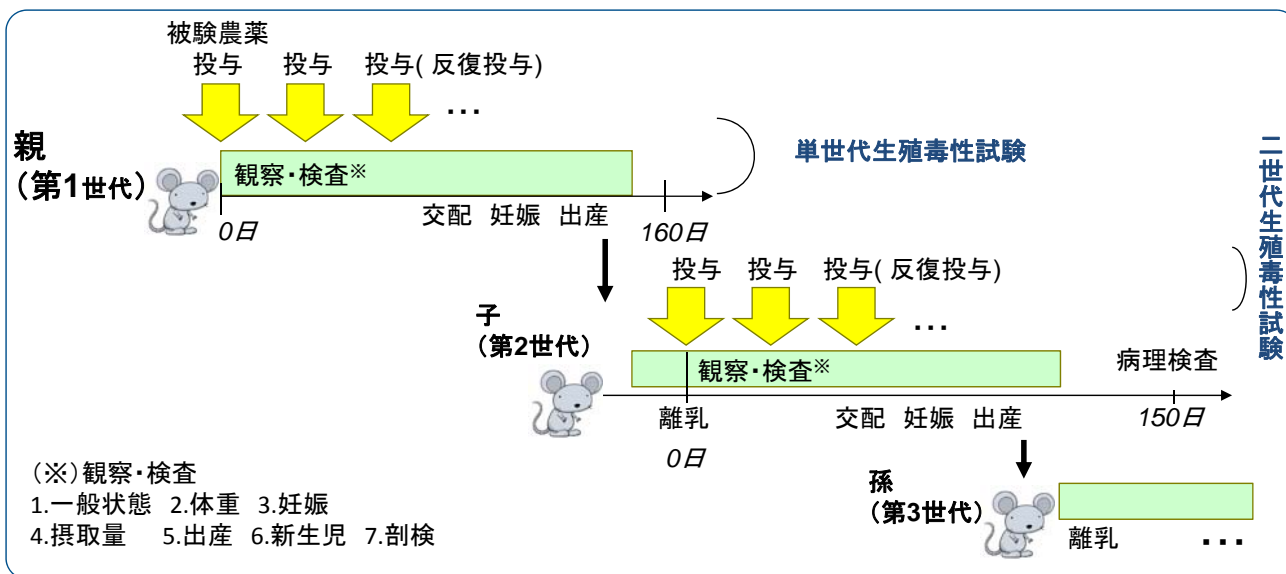 被験農薬
投与 投与 投与( 反復投与)
…
親
(第1世代)
観察・検査※
単世代生殖毒性試験
二世代生殖毒性試験
交配 妊娠 出産
0日 160日
投与 投与 投与( 反復投与)
…
子
(第2世代)
観察・検査※
病理検査
離乳 交配 妊娠 出産 150日
0日
孫
(第3世代)
離乳 …
(※)観察・検査
1.一般状態 2.体重 3.妊娠
4.摂取量 5.出産 6.新生児 7.剖検